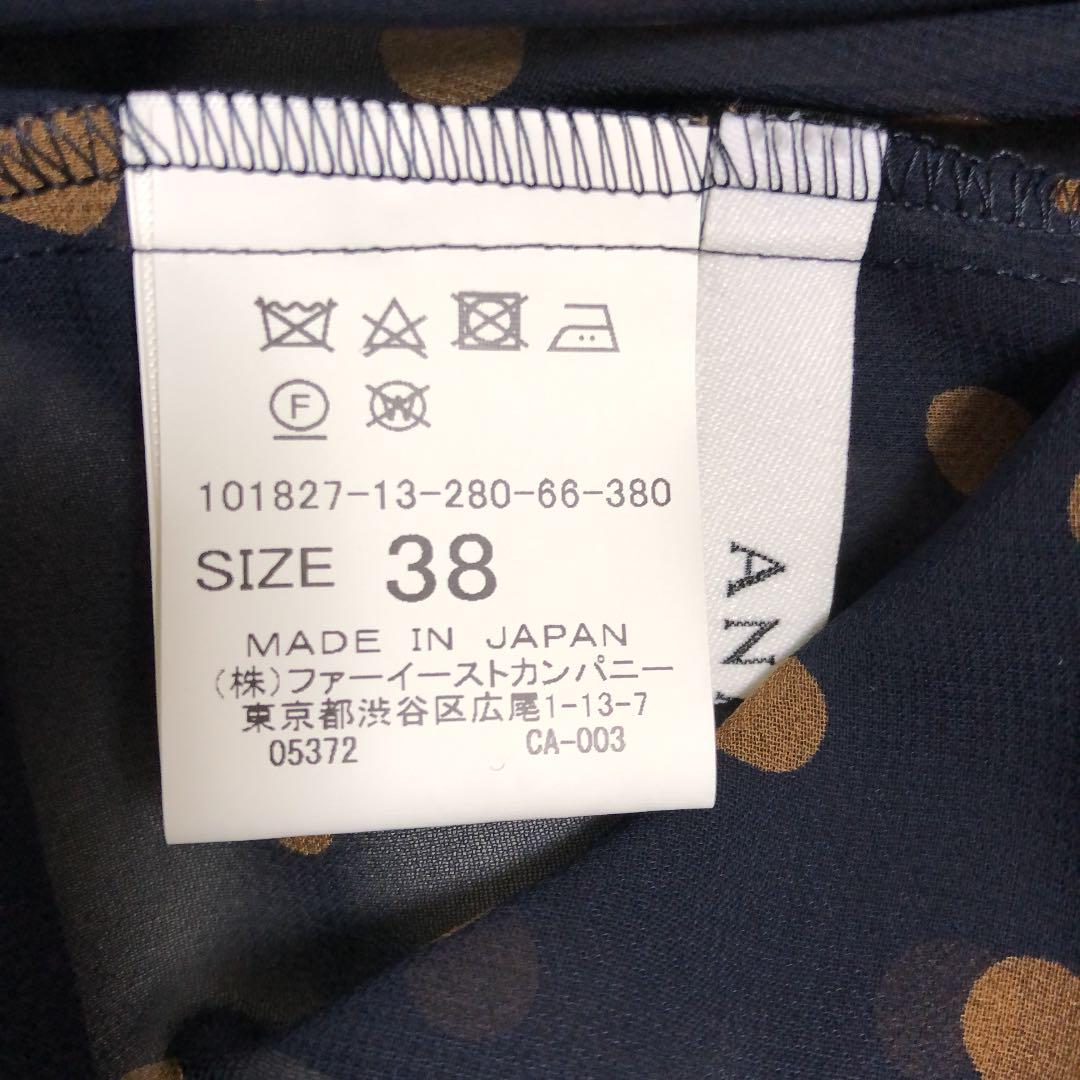 F
W
101827-13-280-66-380
SIZE 38
MADE IN JAPAN
(株)ファーイーストカンパニー
東京都渋谷区広尾1-13-7
05372 CA-003
AN